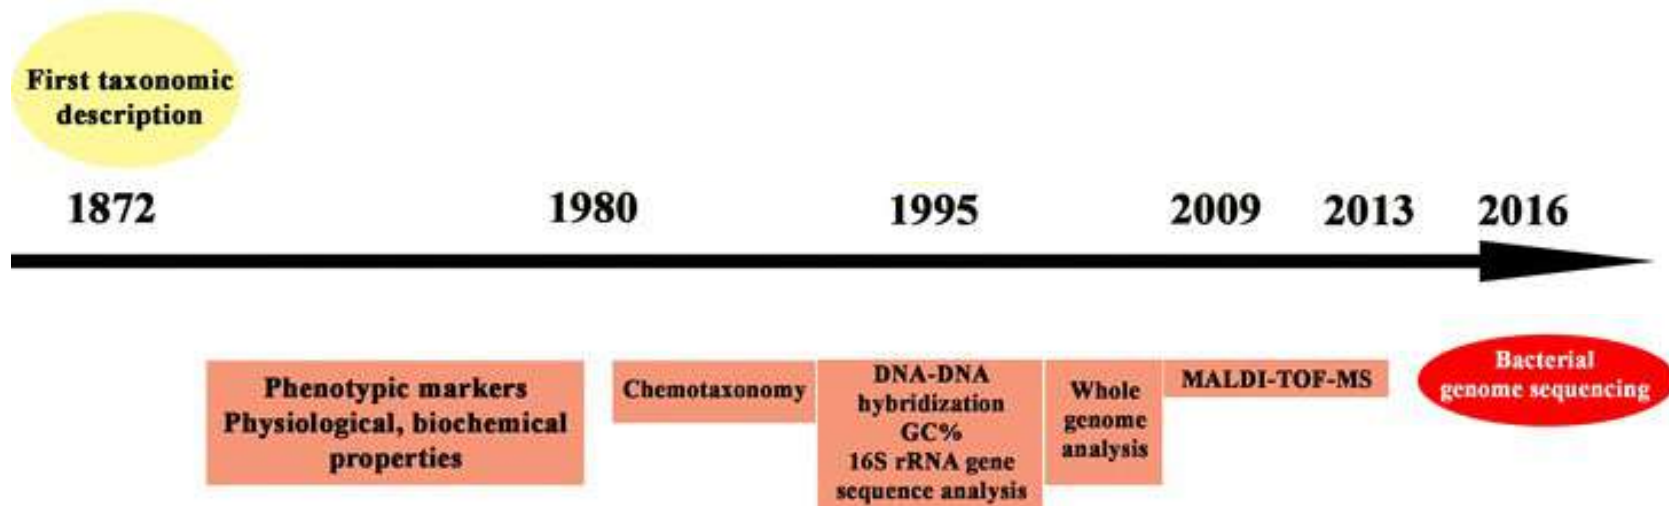 First taxonomic
description
1872
1980
1995
2009
2013
2016
Phenotypic markers
Physiological, biochemical
properties
Chemotaxonomy
DNA-DNA
hybridization
GC%
16S rRNA gene
sequence analysis
Whole
genome
analysis
MALDI-TOF-MS
Bacterial
genome sequencing